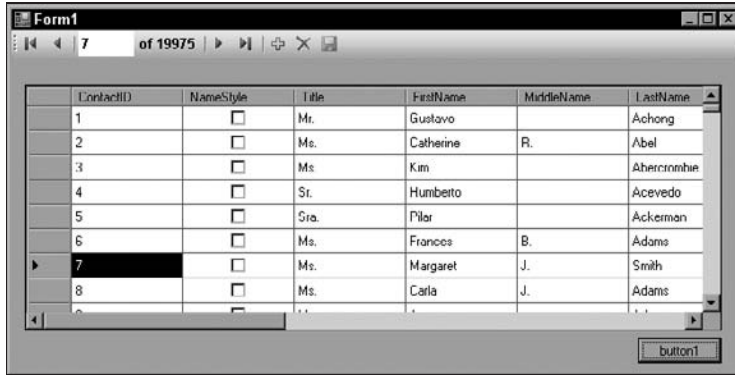 Form1
7 of 19975
ContactID NameStyle Title FirstName MiddleName LastName
1 Mr. Gustavo Achong
2 Ms. Catherine R. Abel
3 Ms. Kim Abercrombie
4 Sr. Humberto Acevedo
5 Sra. Pilar Ackerman
6 Ms. Frances B. Adams
7 Ms. Margaret J. Smith
8 Ms. Carla J. Adams
button1